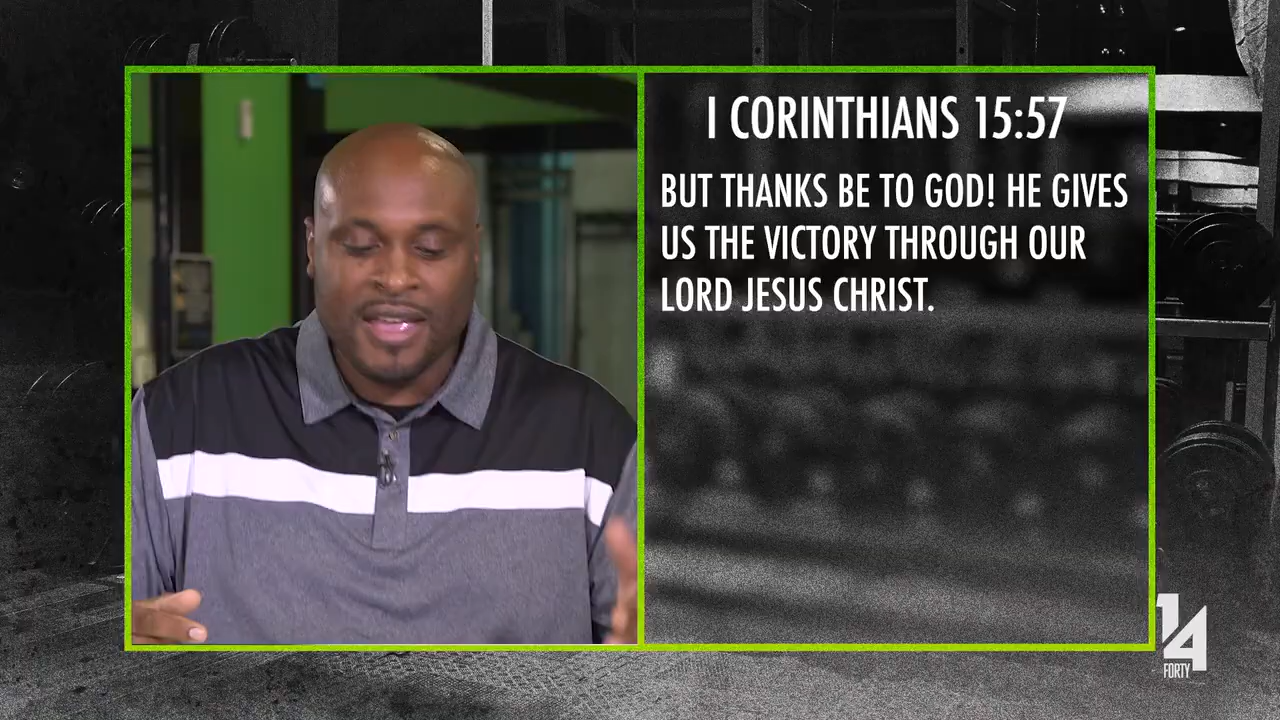 I CORINTHIANS 15:57
BUT THANKS BE TO GOD! HE GIVES
US THE VICTORY THROUGH OUR
LORD JESUS CHRIST.
14
FORTY